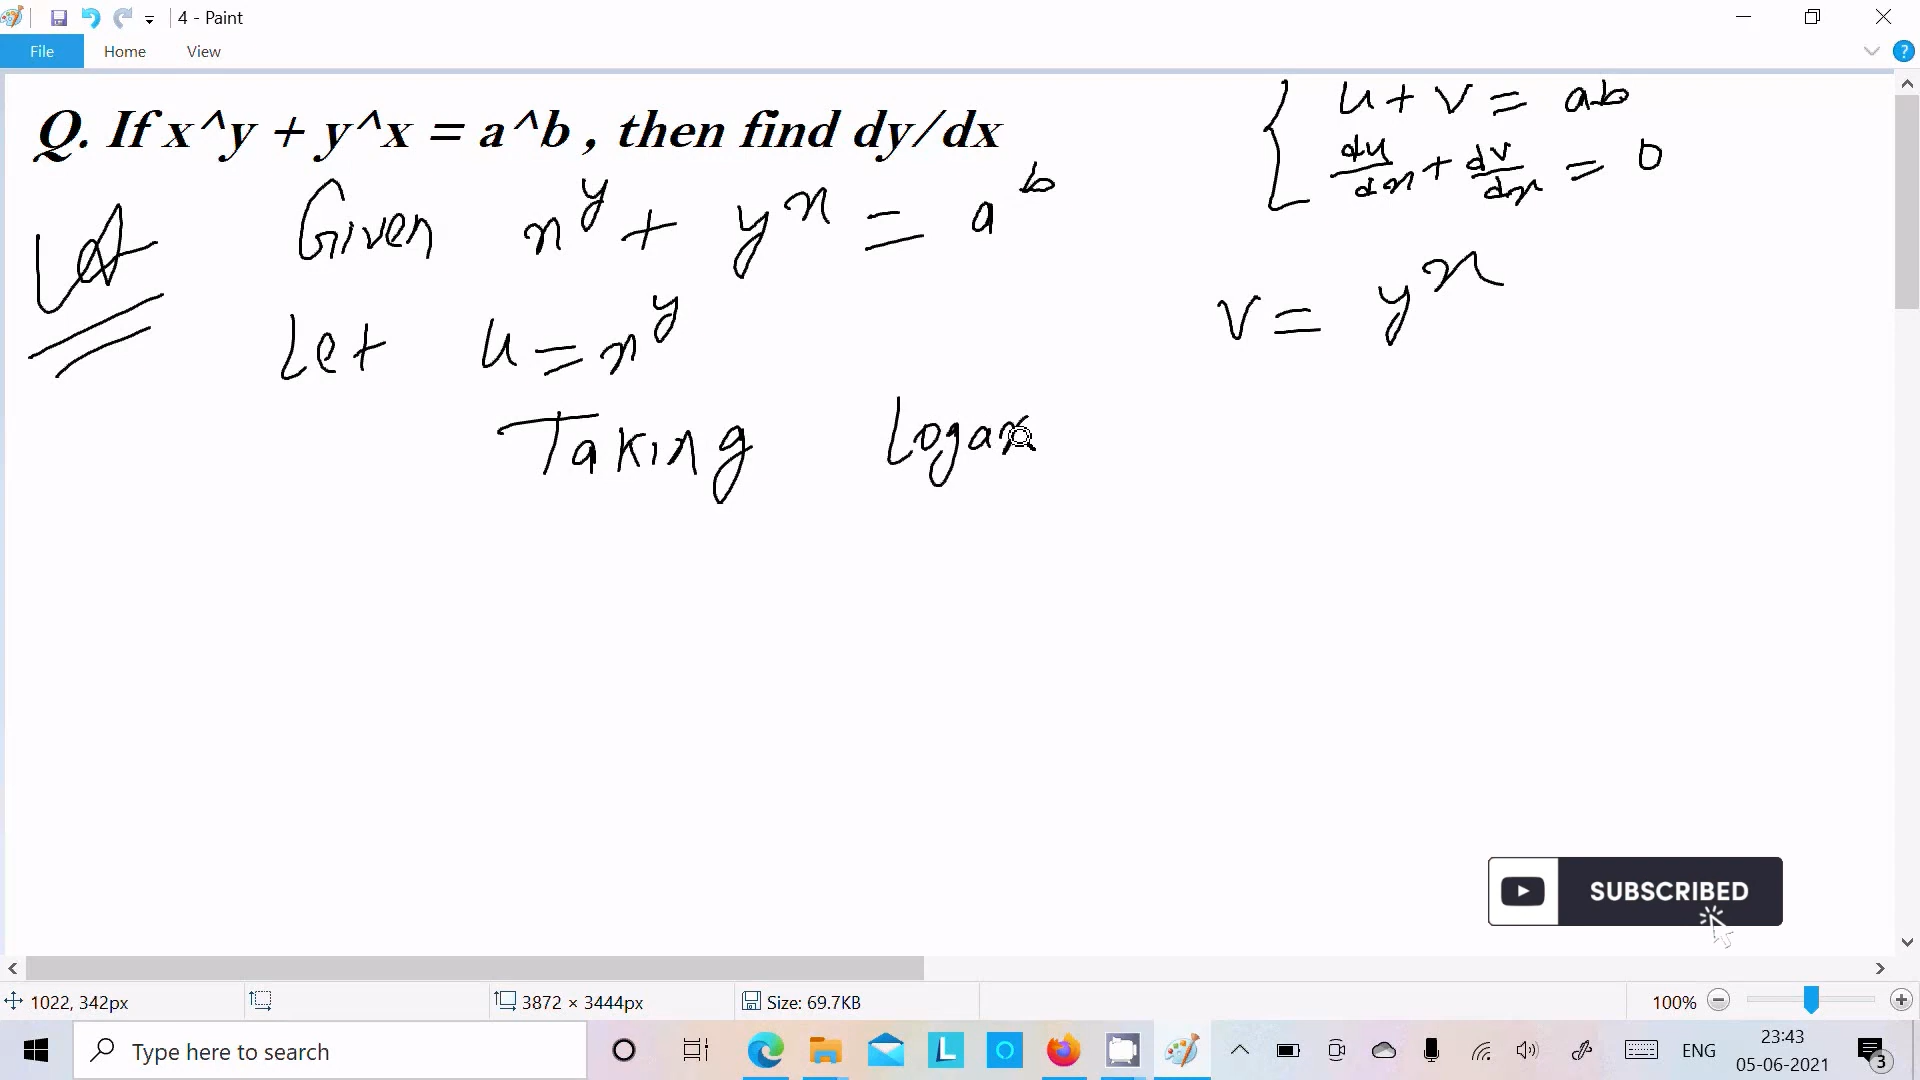 4 - Paint
File Home View
Q. If x^y + y^x = a^b , then find dy/dx
u + v = ab
du/dx + dv/dx = 0
Given x^y + y^x = a^b
Let u = x^y
v = y^x
Taking Logar
SUBSCRIBED
1022, 342px 3872 × 3444px Size: 69.7KB 100%
Type here to search
L
ENG
23:43
05-06-2021
3